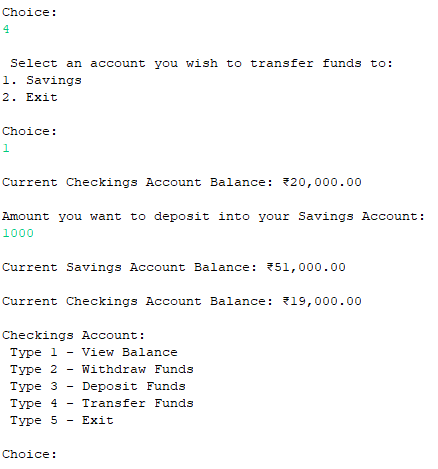 Choice:
4
Select an account you wish to transfer funds to:
1. Savings
2. Exit
Choice:
1
Current Checkings Account Balance: ₹20,000.00
Amount you want to deposit into your Savings Account:
1000
Current Savings Account Balance: ₹51,000.00
Current Checkings Account Balance: ₹19,000.00
Checkings Account:
Type 1 - View Balance
Type 2 - Withdraw Funds
Type 3 - Deposit Funds
Type 4 - Transfer Funds
Type 5 - Exit
Choice: